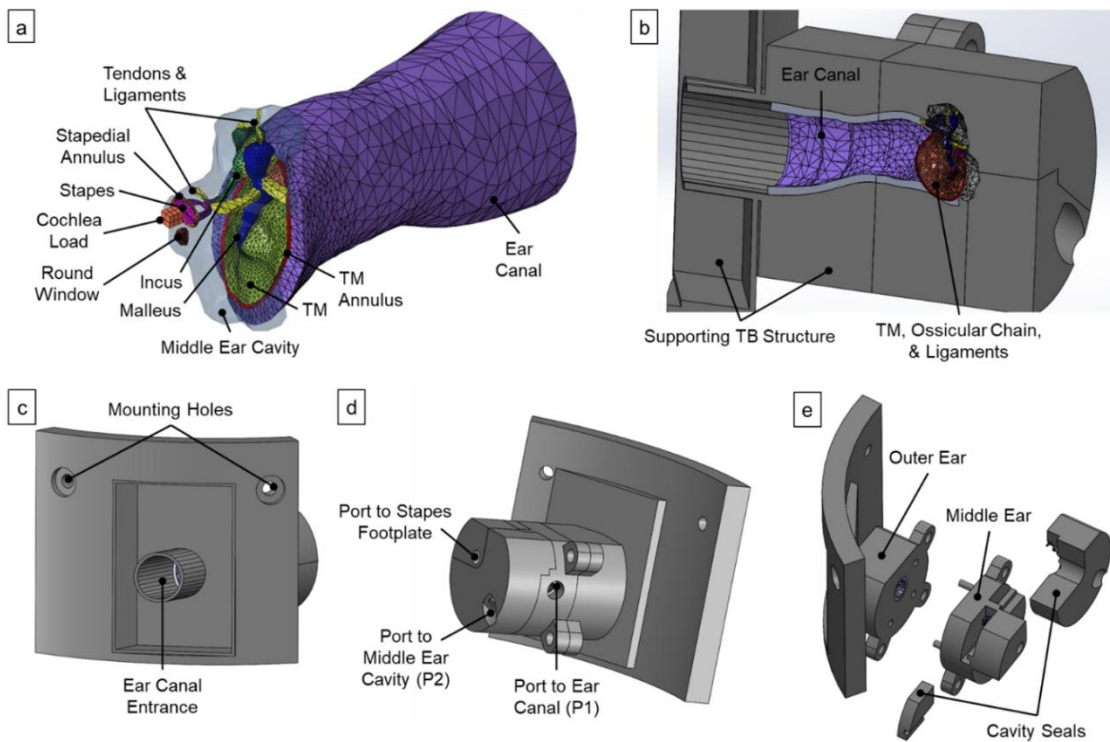 a
Tendons &
Ligaments
Stapedial
Annulus
Stapes
Cochlea
Load
Round
Window
Incus
Malleus
TM
TM
Annulus
Ear
Canal
Middle Ear Cavity
b
Ear Canal
Supporting TB Structure
TM, Ossicular Chain,
& Ligaments
c
Mounting Holes
Ear Canal
Entrance
d
Port to Stapes
Footplate
Port to
Middle Ear
Cavity (P2)
Port to Ear
Canal (P1)
e
Outer Ear
Middle Ear
Cavity Seals